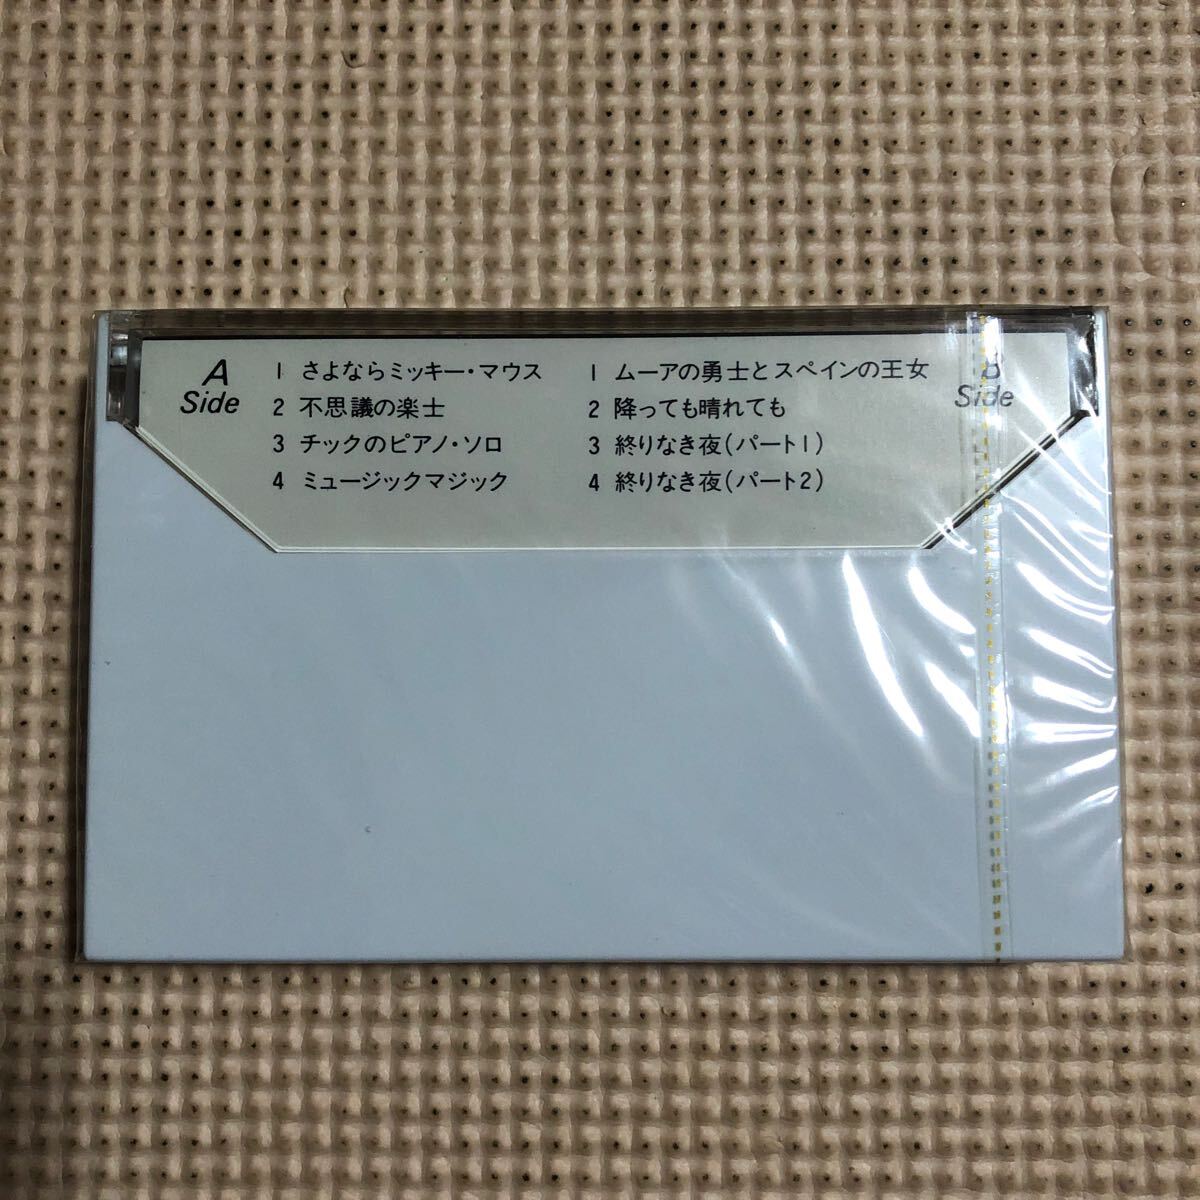 A
Side
1 さよならミッキー・マウス
2 不思議の楽士
3 チックのピアノ・ソロ
4 ミュージックマジック
B
Side
1 ムーアの勇士とスペインの王女
2 降っても晴れても
3 終りなき夜(パート1)
4 終りなき夜(パート2)